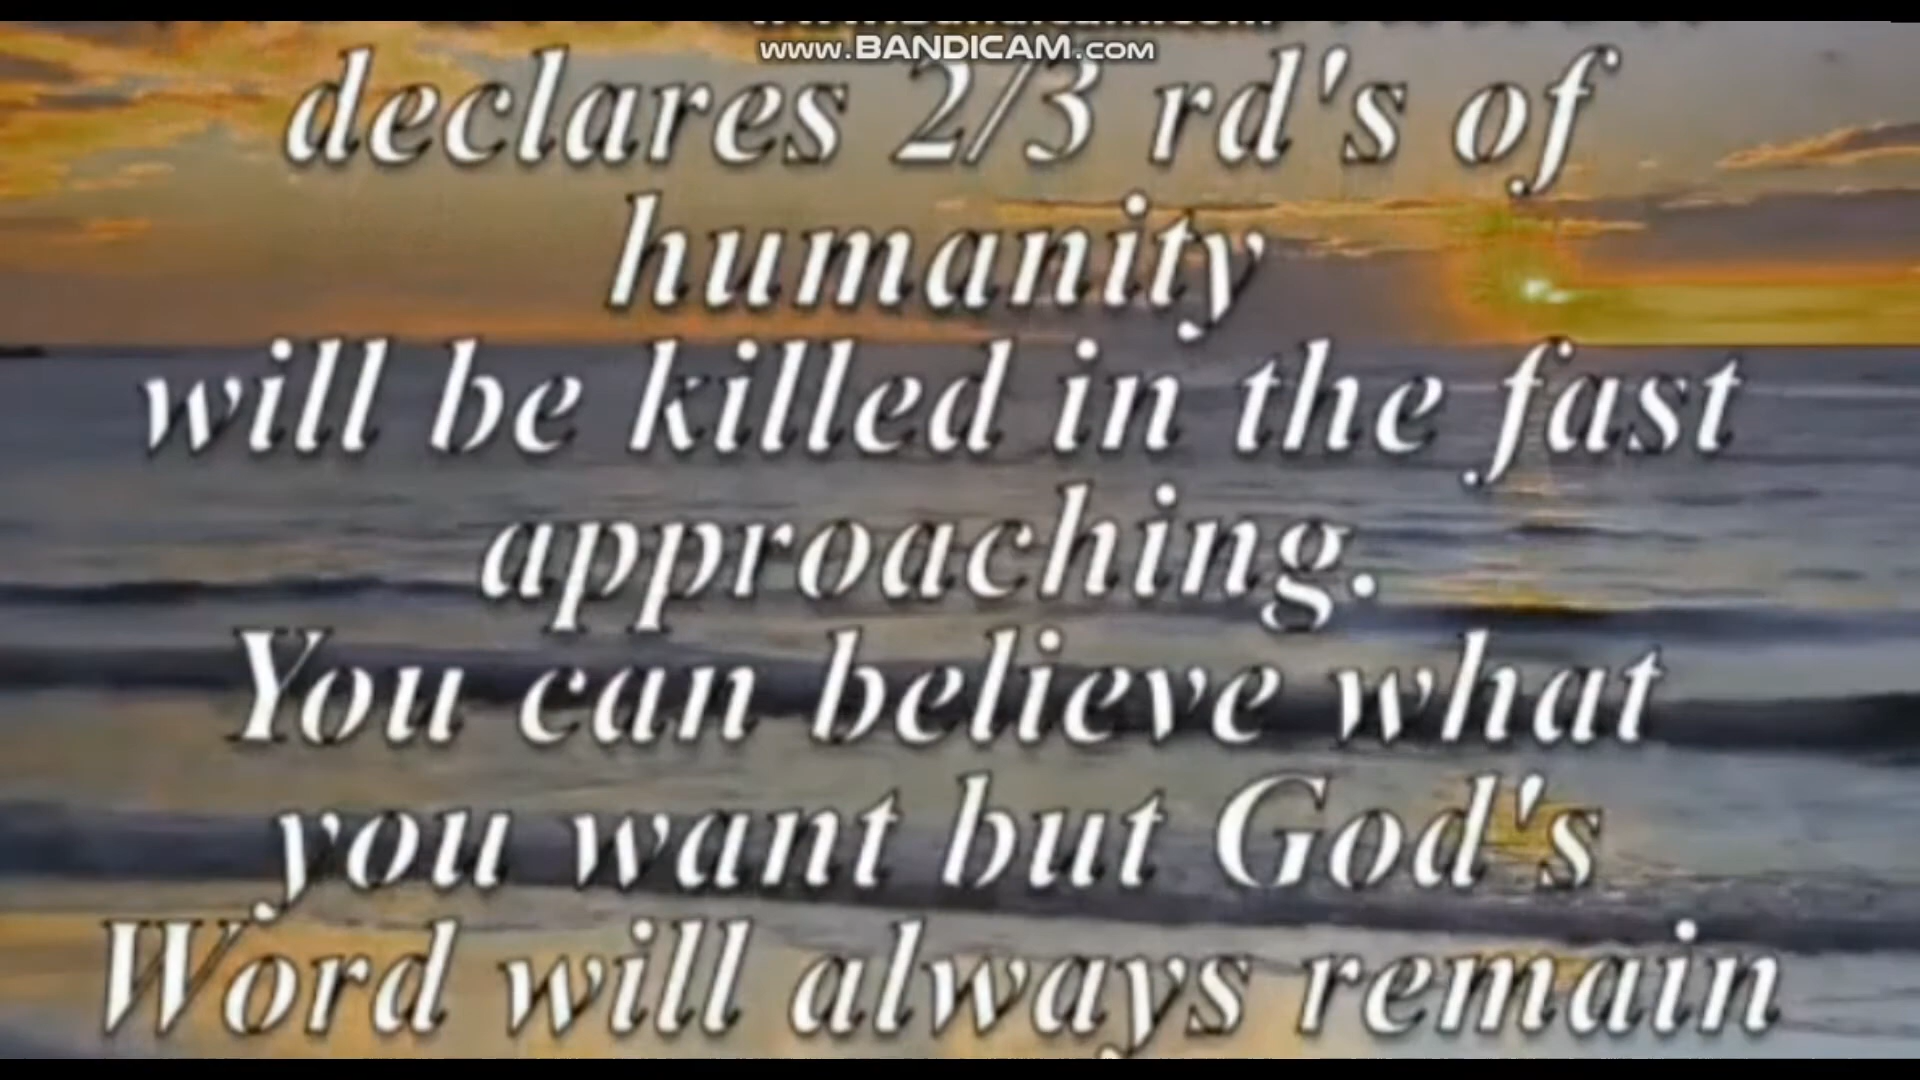 www.BANDICAM.com
declares 2/3 rd's of
humanity
will be killed in the fast
approaching.
You can believe what
you want but God's
Word will always remain